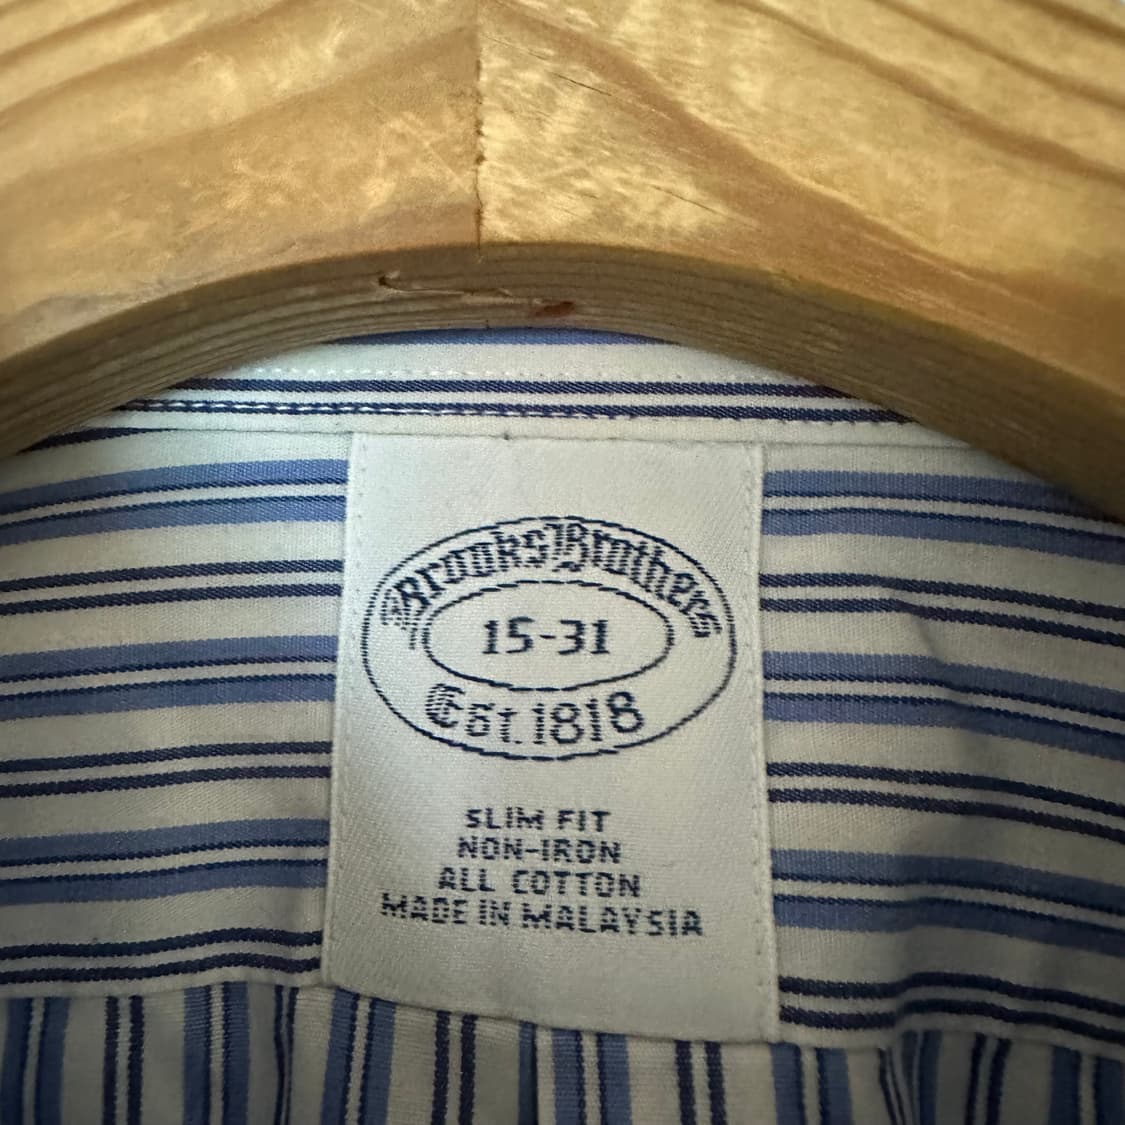 Brooks Brothers
15-31
Est. 1818
SLIM FIT
NON-IRON
ALL COTTON
MADE IN MALAYSIA